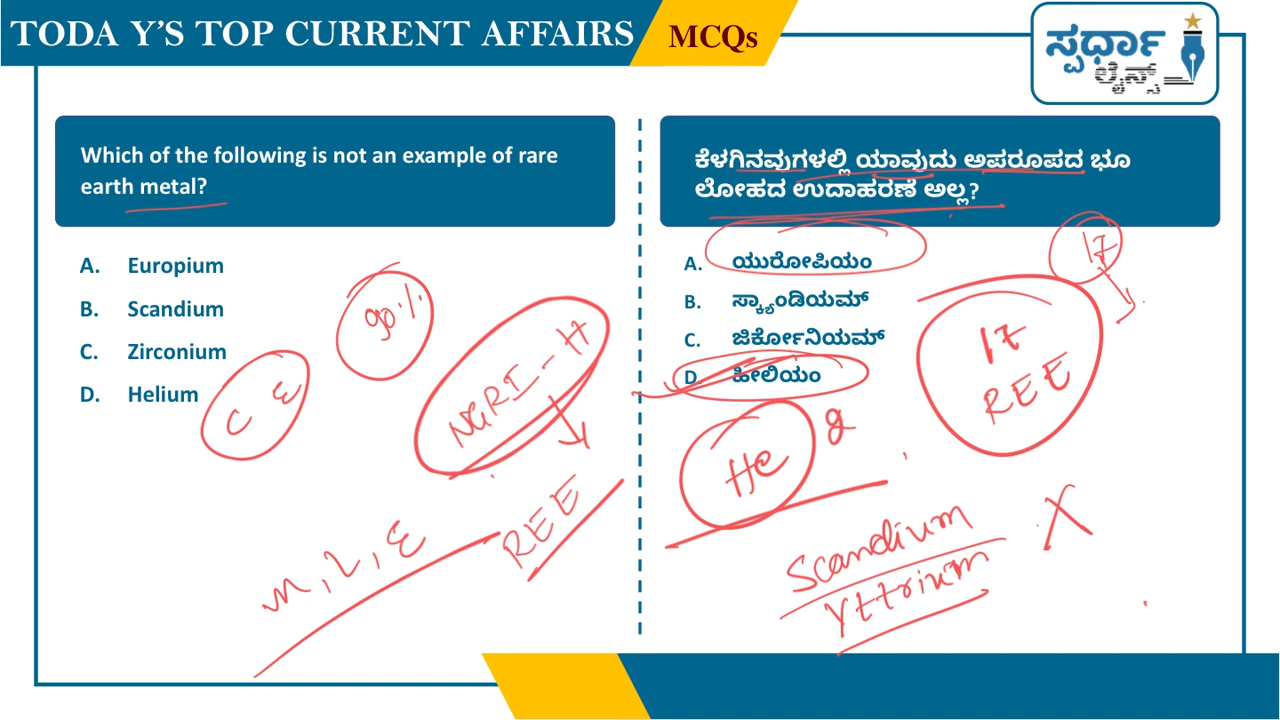 TODA Y'S TOP CURRENT AFFAIRS MCQs
ಸ್ಪರ್ಧಾ
ಲೈನ್ಸ್
Which of the following is not an example of rare
earth metal?
A. Europium
B. Scandium
C. Zirconium
D. Helium
90%
C E
NGRI-H
REE
M, L, E
ಕೆಳಗಿನವುಗಳಲ್ಲಿ ಯಾವುದು ಅಪರೂಪದ ಭೂ
ಲೋಹದ ಉದಾಹರಣೆ ಅಲ್ಲ?
A. ಯುರೋಪಿಯಂ
B. ಸ್ಕ್ಯಾಂಡಿಯಮ್
C. ಜಿರ್ಕೋನಿಯಮ್
D. ಹೀಲಿಯಂ
17
17
REE
He
Scandium
Yttrium
X